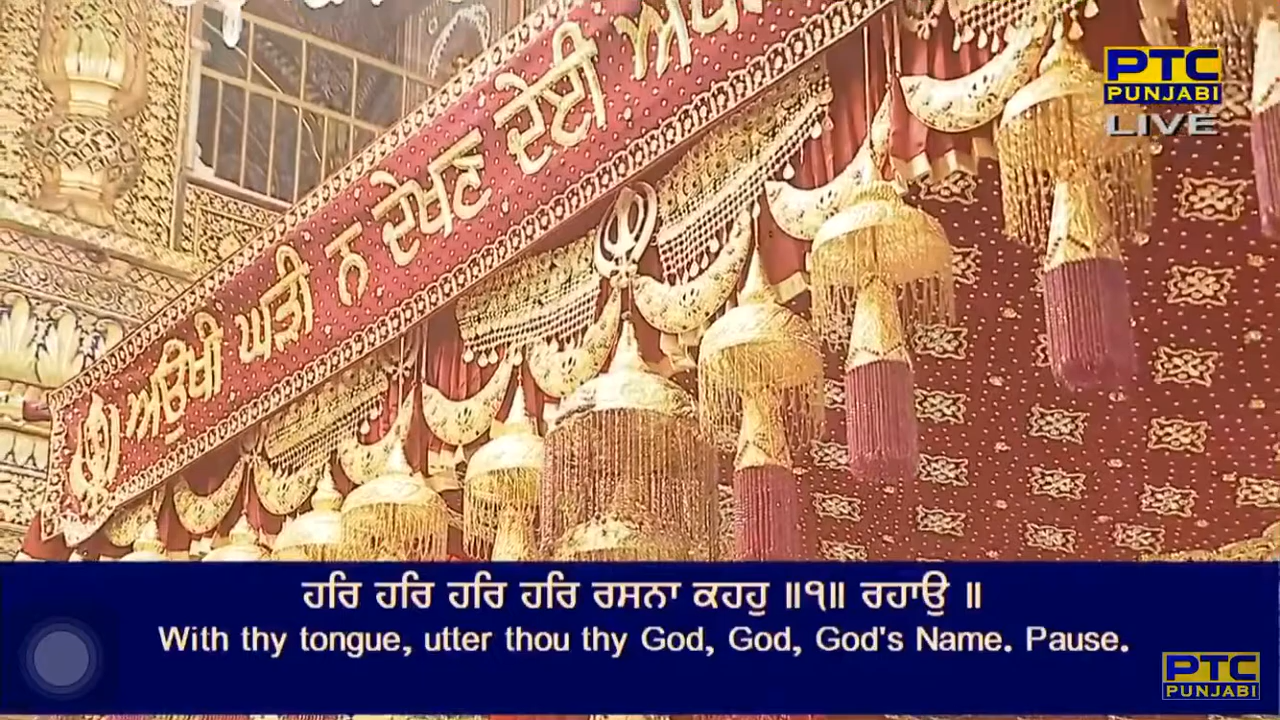 ਅਉਖੀ ਘੜੀ ਨ ਦੇਖਣ ਦੇਈ ਅਪਨਾ
PTC
PUNJABI
LIVE
ਹਰਿ ਹਰਿ ਹਰਿ ਹਰਿ ਰਸਨਾ ਕਹਹੁ ॥੧॥ ਰਹਾਉ ॥
With thy tongue, utter thou thy God, God, God's Name. Pause.
PTC
PUNJABI